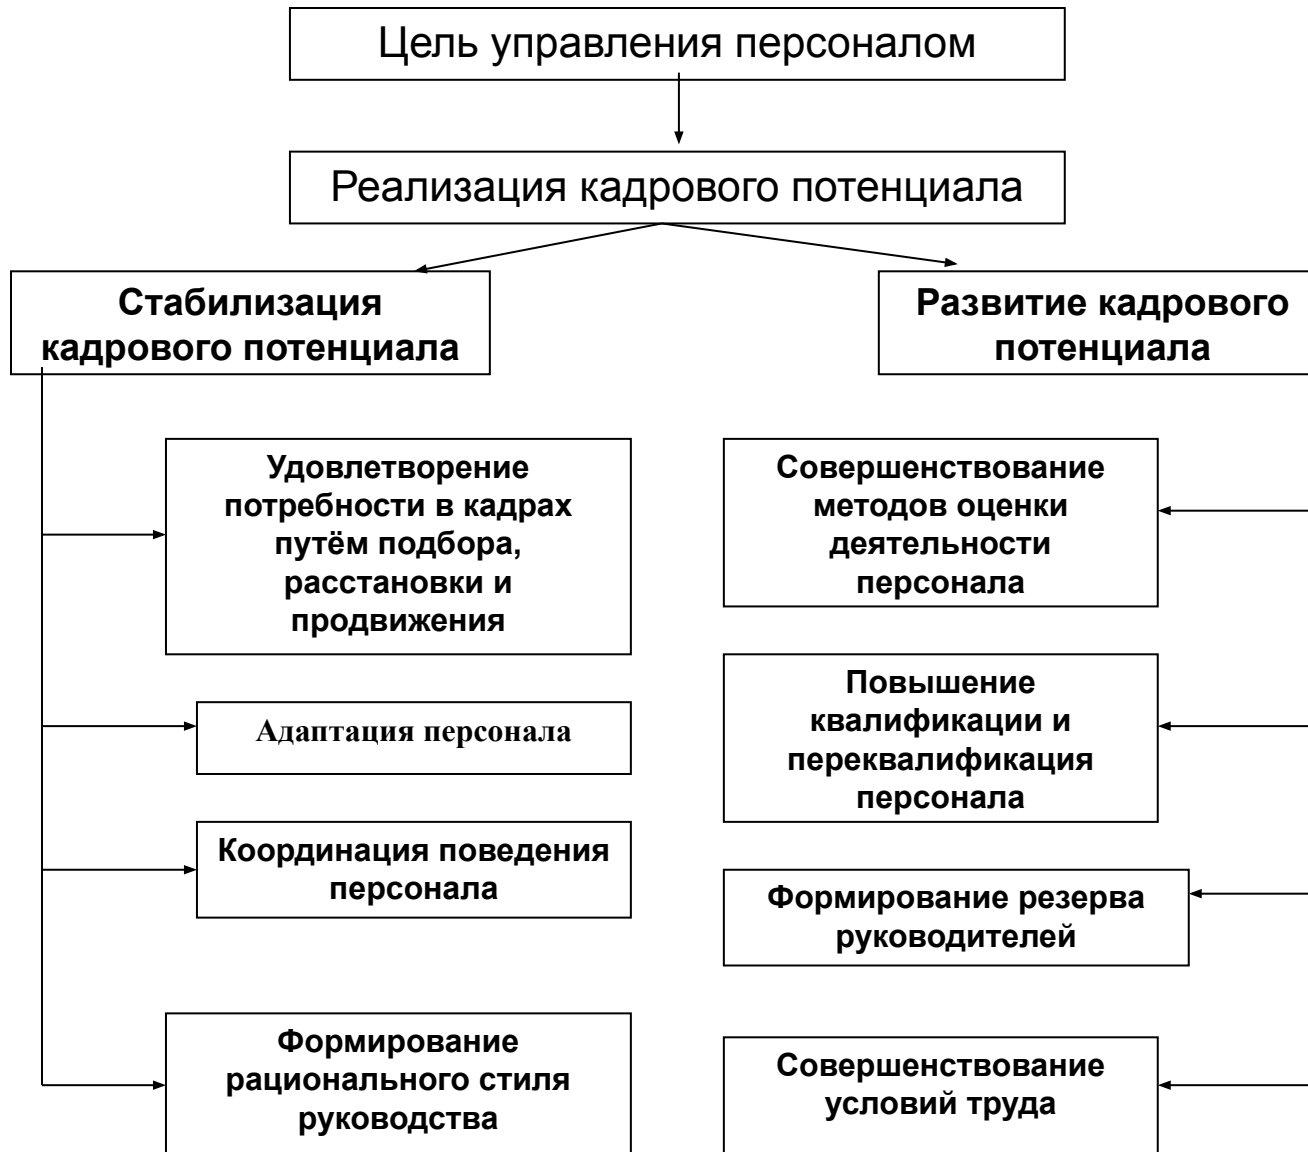 Цель управления персоналом
Реализация кадрового потенциала
Стабилизация
кадрового потенциала
Развитие кадрового
потенциала
Удовлетворение
потребности в кадрах
путём подбора,
расстановки и
продвижения
Адаптация персонала
Координация поведения
персонала
Формирование
рационального стиля
руководства
Совершенствование
методов оценки
деятельности
персонала
Повышение
квалификации и
переквалификация
персонала
Формирование резерва
руководителей
Совершенствование
условий труда